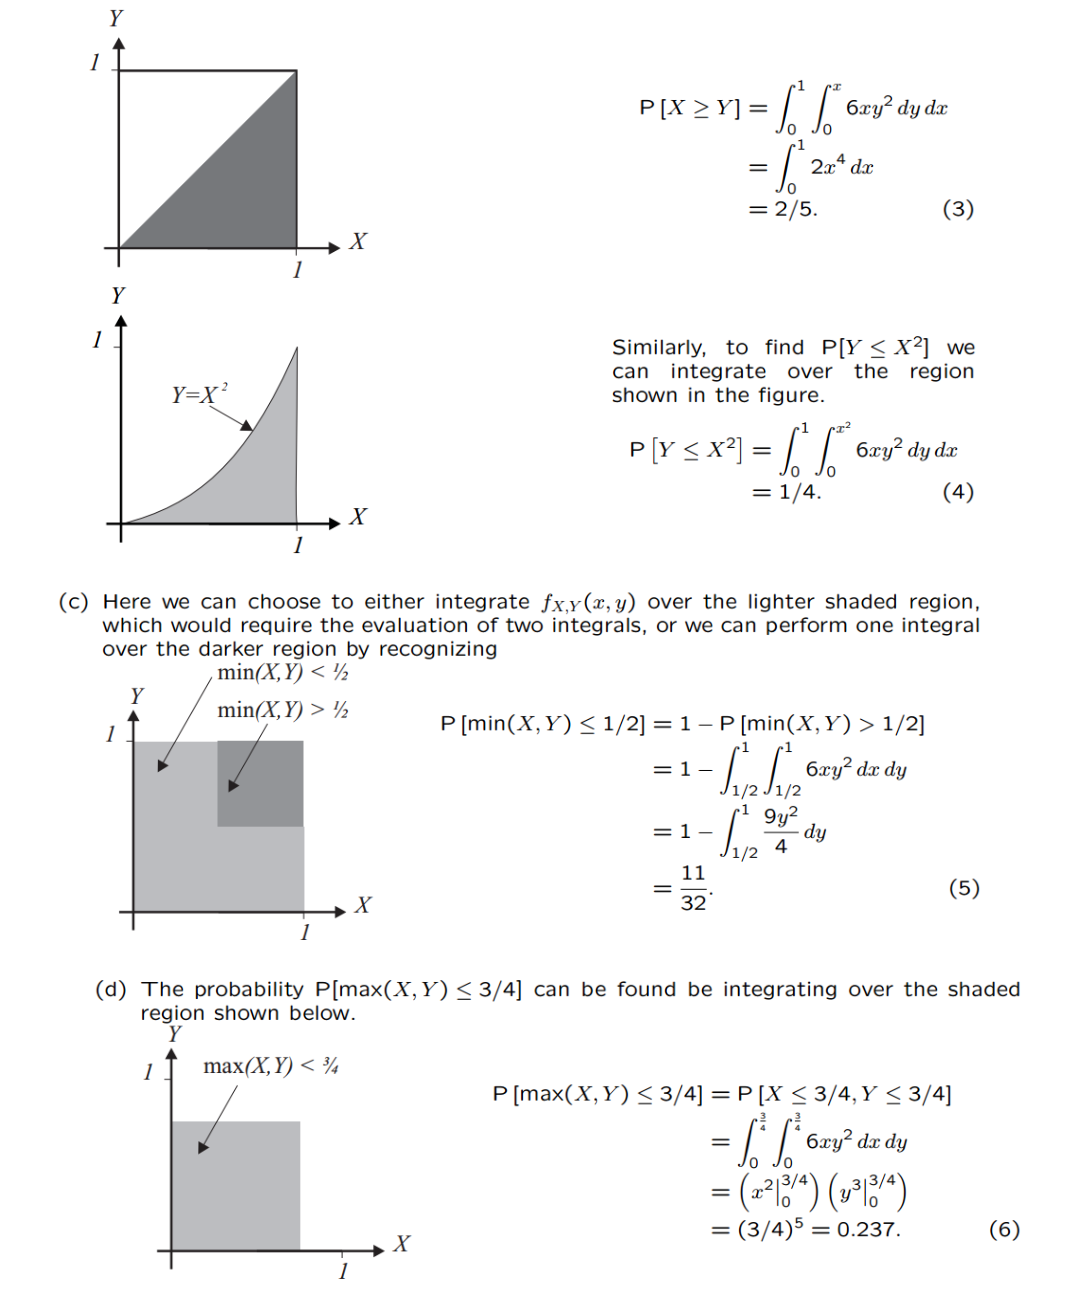 Y
1
X
1
P [X ≥ Y] = ∫₀¹ ∫₀ˣ 6xy² dy dx
= ∫₀¹ 2x⁴ dx
= 2/5. (3)
Y
1
Y=X²
X
1
Similarly, to find P[Y ≤ X²] we
can integrate over the region
shown in the figure.
P [Y ≤ X²] = ∫₀¹ ∫₀^{x²} 6xy² dy dx
= 1/4. (4)
(c) Here we can choose to either integrate f_{X,Y}(x, y) over the lighter shaded region,
which would require the evaluation of two integrals, or we can perform one integral
over the darker region by recognizing
min(X,Y) < ½
min(X,Y) > ½
Y
1
X
1
P [min(X, Y) ≤ 1/2] = 1 − P [min(X, Y) > 1/2]
= 1 − ∫_{1/2}^{1} ∫_{1/2}^{1} 6xy² dx dy
= 1 − ∫_{1/2}^{1} 9y²/4 dy
= 11/32. (5)
(d) The probability P[max(X, Y) ≤ 3/4] can be found be integrating over the shaded
region shown below.
Y
1
max(X,Y) < ¾
X
1
P [max(X, Y) ≤ 3/4] = P [X ≤ 3/4, Y ≤ 3/4]
= ∫₀^{3/4} ∫₀^{3/4} 6xy² dx dy
= (x²|₀^{3/4}) (y³|₀^{3/4})
= (3/4)⁵ = 0.237. (6)